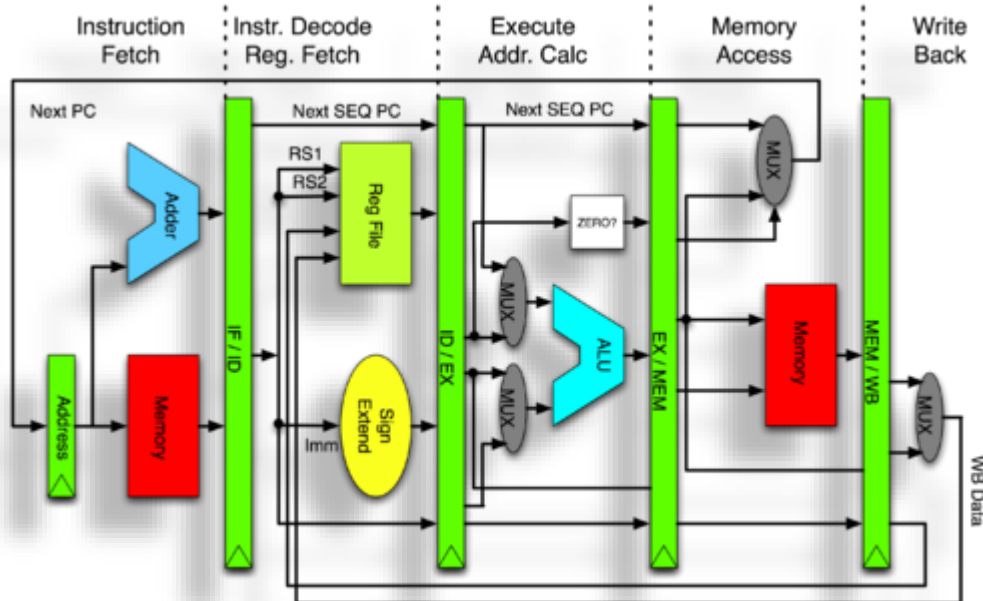 Instruction
Fetch
Instr. Decode
Reg. Fetch
Execute
Addr. Calc
Memory
Access
Write
Back
Next PC
Next SEQ PC
Next SEQ PC
RS1
RS2
Reg File
MUX
Adder
ZERO?
MUX
IF / ID
ID / EX
ALU
EX / MEM
Memory
MEM / WB
Address
Memory
Sign
Extend
MUX
MUX
Imm
WB Data